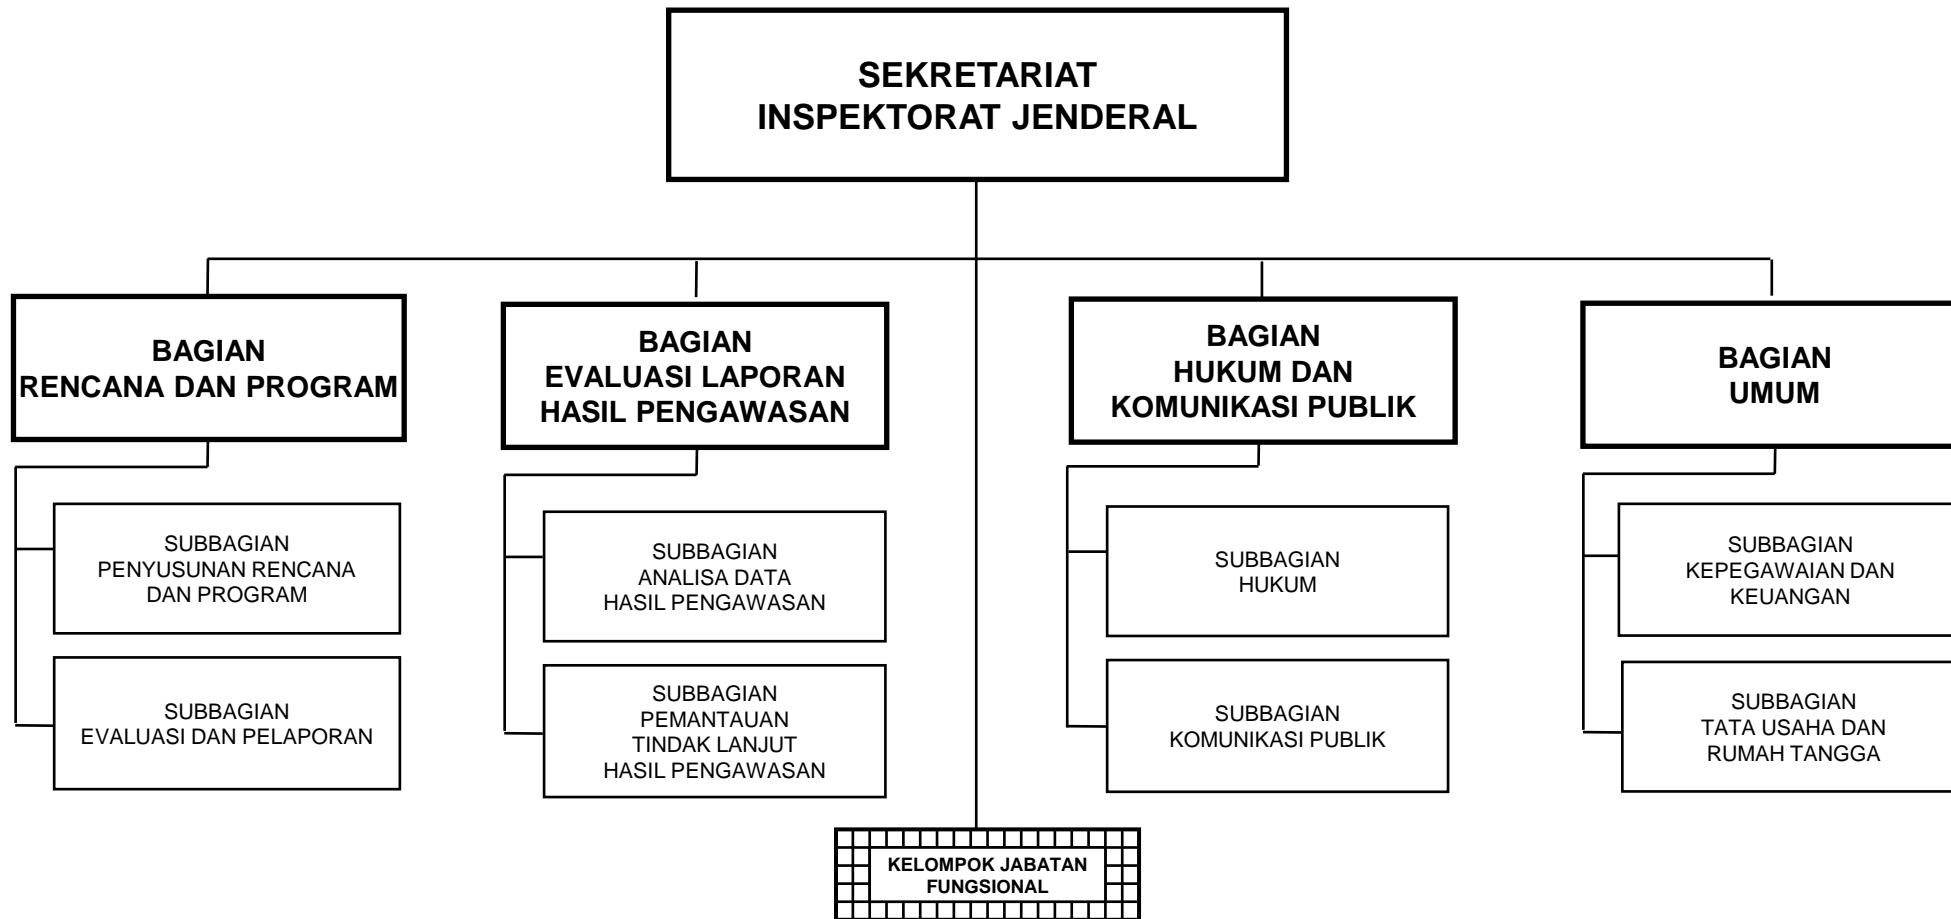 SEKRETARIAT
INSPEKTORAT JENDERAL
BAGIAN
RENCANA DAN PROGRAM
BAGIAN
EVALUASI LAPORAN
HASIL PENGAWASAN
BAGIAN
HUKUM DAN
KOMUNIKASI PUBLIK
BAGIAN
UMUM
SUBBAGIAN
PENYUSUNAN RENCANA
DAN PROGRAM
SUBBAGIAN
ANALISA DATA
HASIL PENGAWASAN
SUBBAGIAN
HUKUM
SUBBAGIAN
KEPEGAWAIAN DAN
KEUANGAN
SUBBAGIAN
EVALUASI DAN PELAPORAN
SUBBAGIAN
PEMANTAUAN
TINDAK LANJUT
HASIL PENGAWASAN
SUBBAGIAN
KOMUNIKASI PUBLIK
SUBBAGIAN
TATA USAHA DAN
RUMAH TANGGA
KELOMPOK JABATAN
FUNGSIONAL